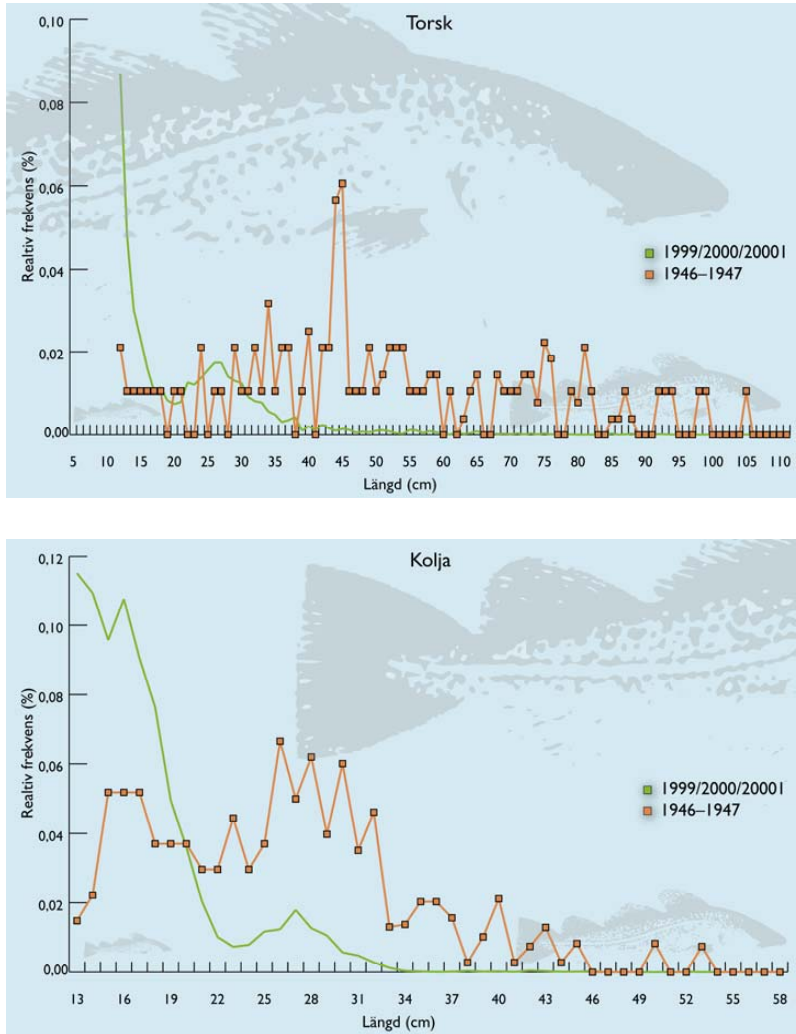 Torsk
0,10
0,08
0,06
0,04
0,02
0,00
Realtiv frekvens (%)
1999/2000/20001
1946–1947
5 10 15 20 25 30 35 40 45 50 55 60 65 70 75 80 85 90 95 100 105 110
Längd (cm)
Kolja
0,12
0,10
0,08
0,06
0,04
0,02
0,00
Realtiv frekvens (%)
1999/2000/20001
1946–1947
13 16 19 22 25 28 31 34 37 40 43 46 49 52 55 58
Längd (cm)